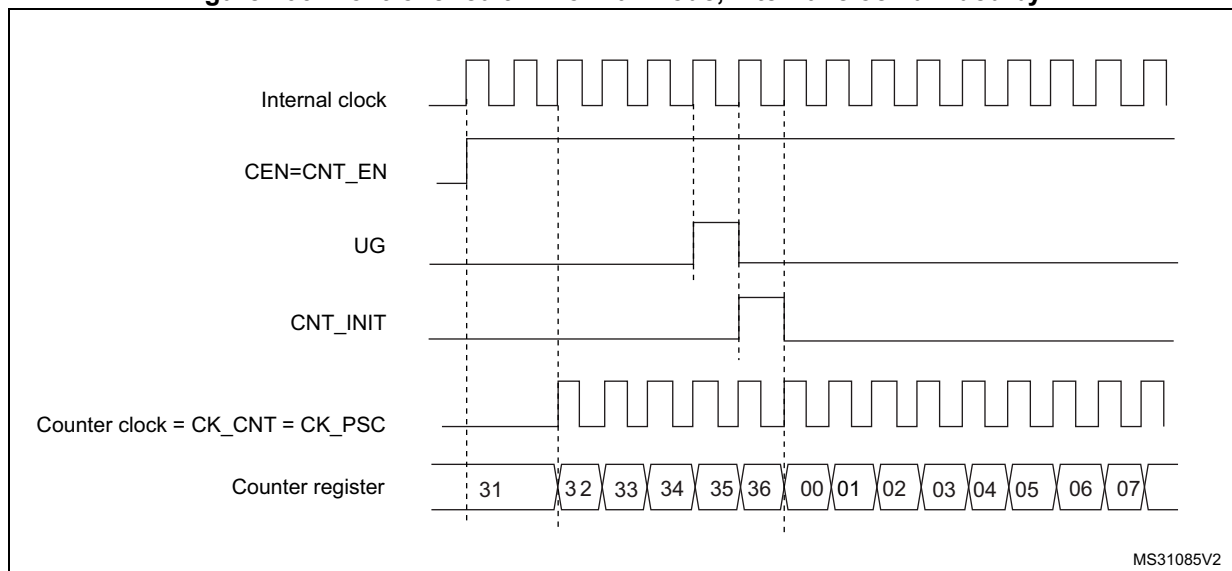 Internal clock
CEN=CNT_EN
UG
CNT_INIT
Counter clock = CK_CNT = CK_PSC
Counter register 31 32 33 34 35 36 00 01 02 03 04 05 06 07
MS31085V2